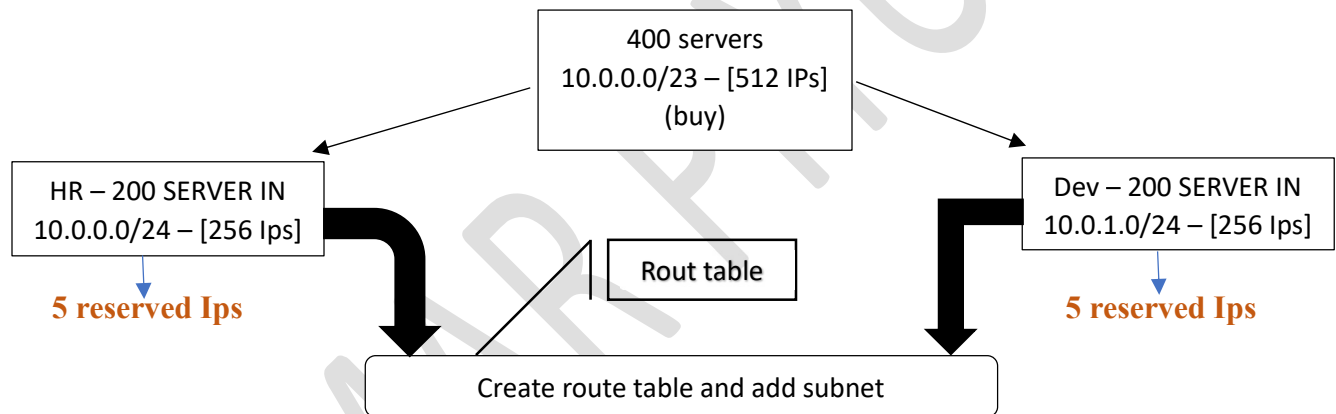 400 servers
10.0.0.0/23 – [512 IPs]
(buy)
HR – 200 SERVER IN
10.0.0.0/24 – [256 Ips]
Dev – 200 SERVER IN
10.0.1.0/24 – [256 Ips]
Rout table
5 reserved Ips
5 reserved Ips
Create route table and add subnet